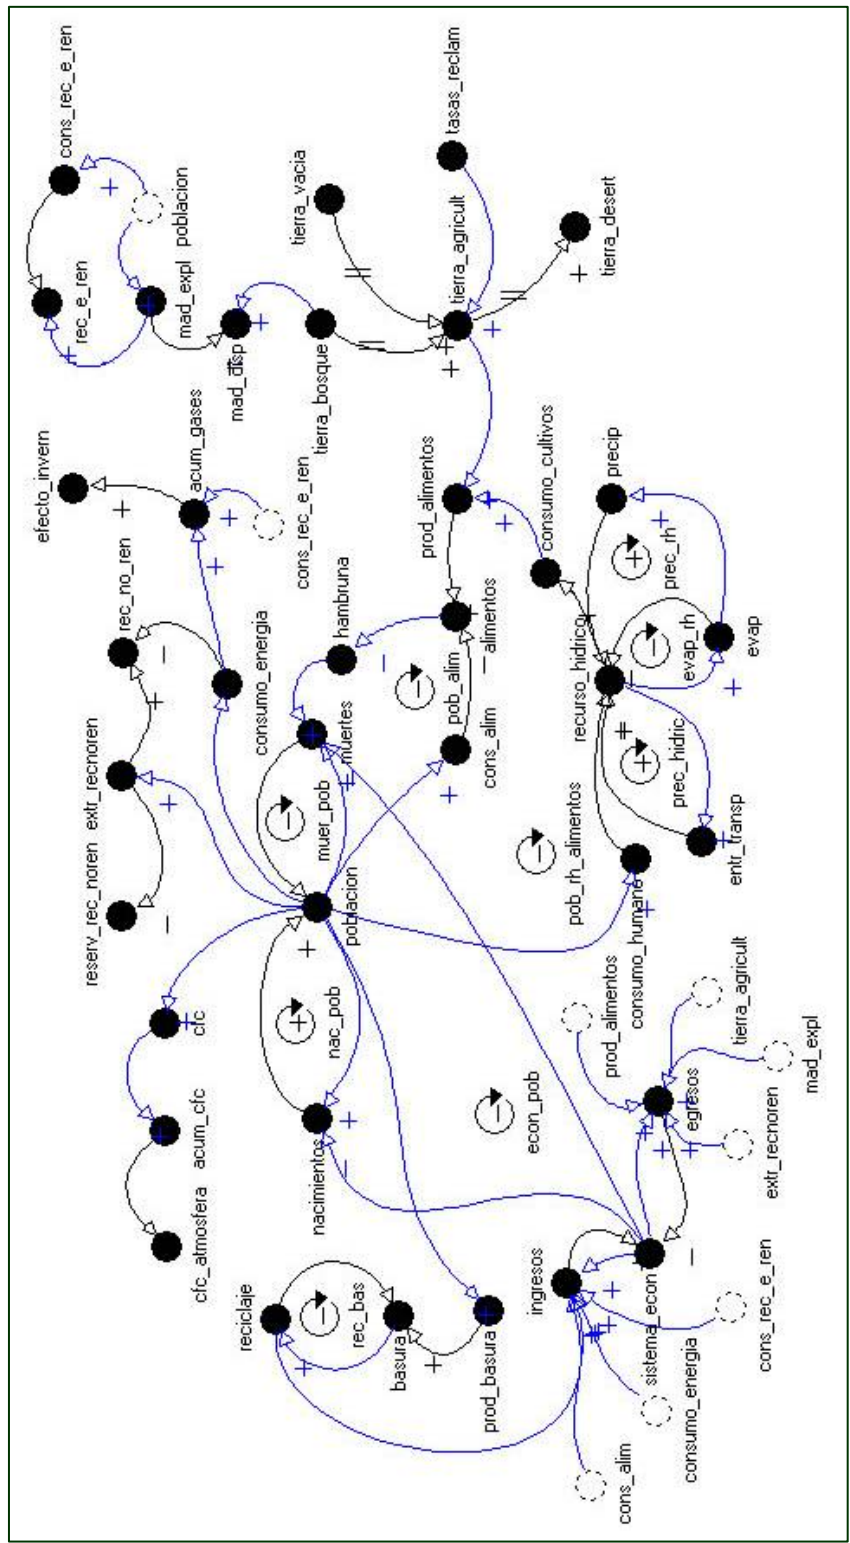 efecto_invern
cons_rec_e_ren
reserv_rec_noren
extr_recnoren
rec_e_ren
rec_no_ren
mad_expl
poblacion
cfc_atmosfera
acum_cfc
cfc
acum_gases
reciclaje
mad_disp
consumo_energia
cons_rec_e_ren
tierra_vacia
nacimientos
muer_pob
tierra_bosque
nac_pob
hambruna
muertes
poblacion
rec_bas
basura
prod_alimentos
pob_alim
tasas_reclam
tierra_agricult
prod_basura
cons_alim
alimentos
econ_pob
ingresos
consumo_cultivos
pob_rh_alimentos
recurso_hidrico
tierra_desert
prod_alimentos
precip
cons_alim
consumo_humano
sistema_econ
prec_rh
prec_hidric
consumo_energia
egresos
evap_rh
entr_transp
tierra_agricult
evap
cons_rec_e_ren
extr_recnoren
mad_expl